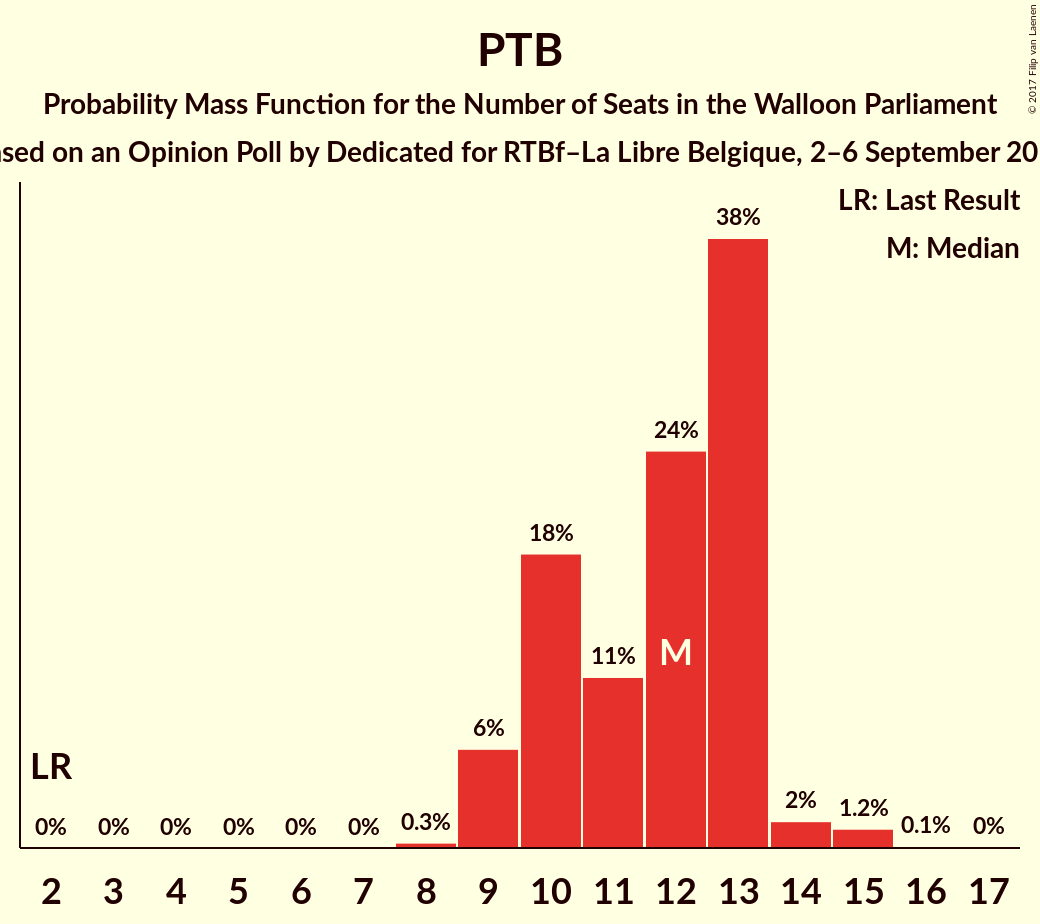 PTB
Probability Mass Function for the Number of Seats in the Walloon Parliament
on an Opinion Poll by Dedicated for RTBf–La Libre Belgique, 2–6 September
© 2017 Filip van Laenen
LR: Last Result
M: Median
38%
24%
18%
11%
M
6%
LR
0% 0% 0% 0% 0% 0% 0.3% 2% 1.2% 0.1% 0%
2 3 4 5 6 7 8 9 10 11 12 13 14 15 16 17